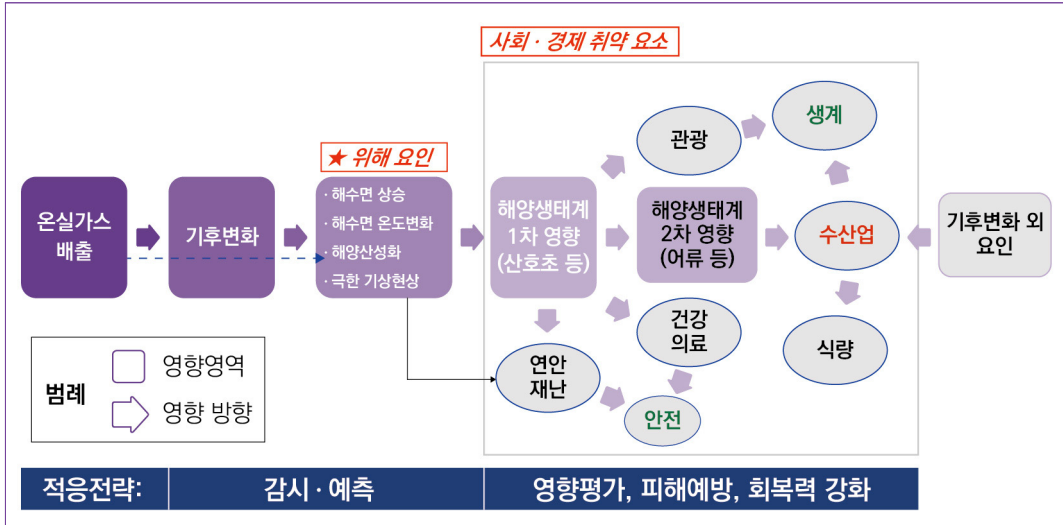 사회 · 경제 취약 요소
★ 위해 요인
온실가스
배출
기후변화
· 해수면 상승
· 해수면 온도변화
· 해양산성화
· 극한 기상현상
해양생태계
1차 영향
(산호초 등)
관광
생계
해양생태계
2차 영향
(어류 등)
수산업
기후변화 외
요인
건강
의료
식량
연안
재난
안전
범례
영향영역
영향 방향
적응전략:
감시 · 예측
영향평가, 피해예방, 회복력 강화